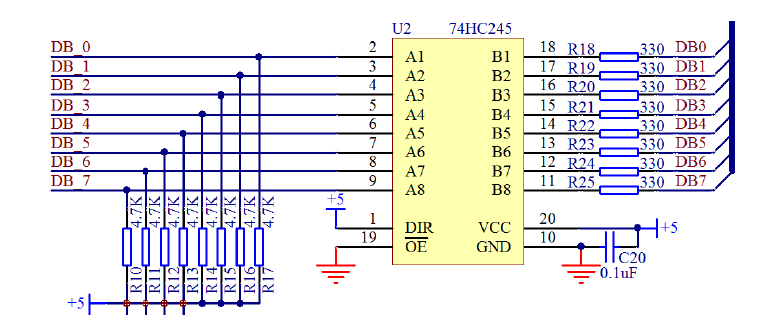 U2 74HC245
DB_0 2 A1 B1 18 R18 330 DB0
DB_1 3 A2 B2 17 R19 330 DB1
DB_2 4 A3 B3 16 R20 330 DB2
DB_3 5 A4 B4 15 R21 330 DB3
DB_4 6 A5 B5 14 R22 330 DB4
DB_5 7 A6 B6 13 R23 330 DB5
DB_6 8 A7 B7 12 R24 330 DB6
DB_7 9 A8 B8 11 R25 330 DB7
4.7K 4.7K 4.7K 4.7K 4.7K 4.7K 4.7K 4.7K
+5
1 DIR VCC 20 +5
19 OE GND 10
C20
0.1uF
R10 R11 R12 R13 R14 R15 R16 R17
+5